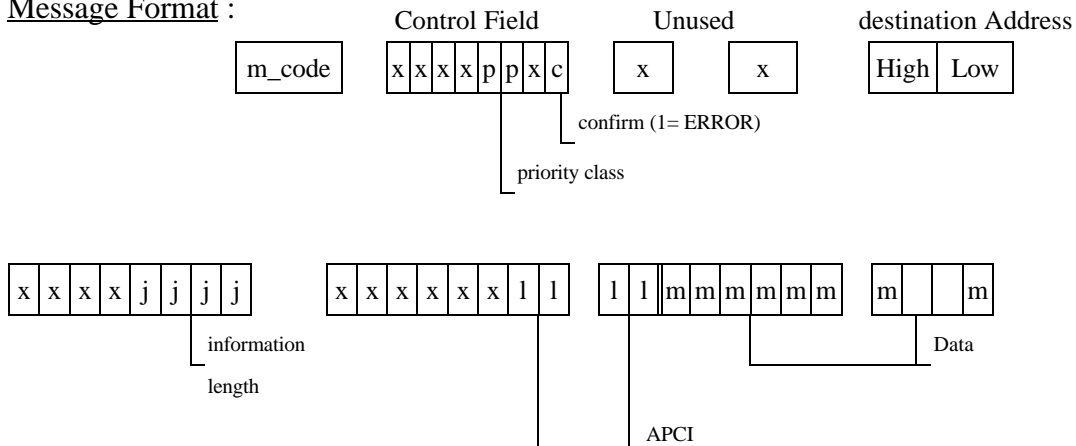 Message Format :
Control Field Unused destination Address
m_code x x x x p p x c x x High Low
confirm (1= ERROR)
priority class
x x x x j j j j x x x x x x l l l l m m m m m m m m
information Data
length
APCI